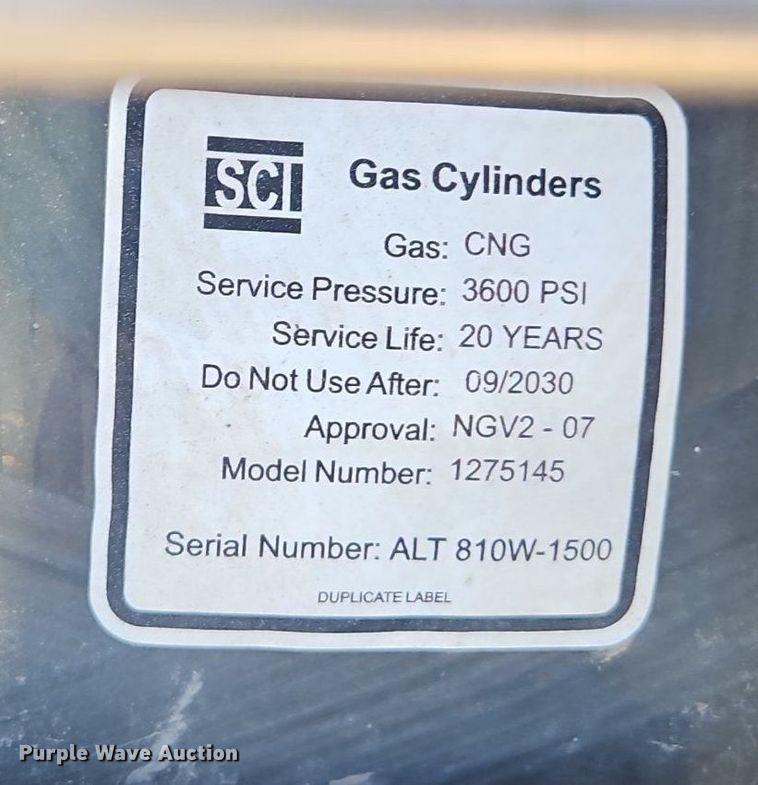 SCI
Gas Cylinders
Gas: CNG
Service Pressure: 3600 PSI
Service Life: 20 YEARS
Do Not Use After: 09/2030
Approval: NGV2 - 07
Model Number: 1275145
Serial Number: ALT 810W-1500
DUPLICATE LABEL
Purple Wave Auction